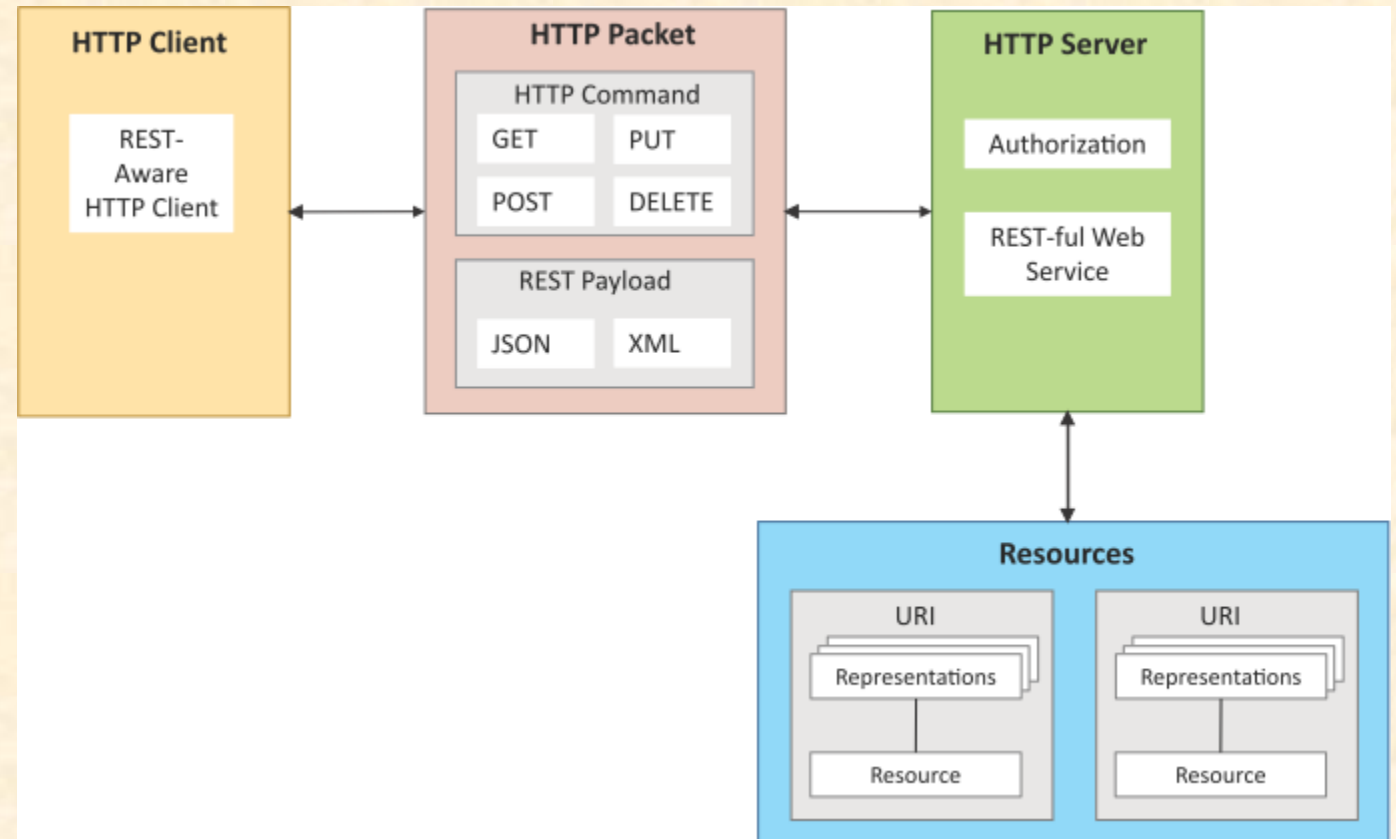 HTTP Client
REST-
Aware
HTTP Client
HTTP Packet
HTTP Command
GET
PUT
POST
DELETE
REST Payload
JSON
XML
HTTP Server
Authorization
REST-ful Web
Service
Resources
URI
Representations
Resource
URI
Representations
Resource